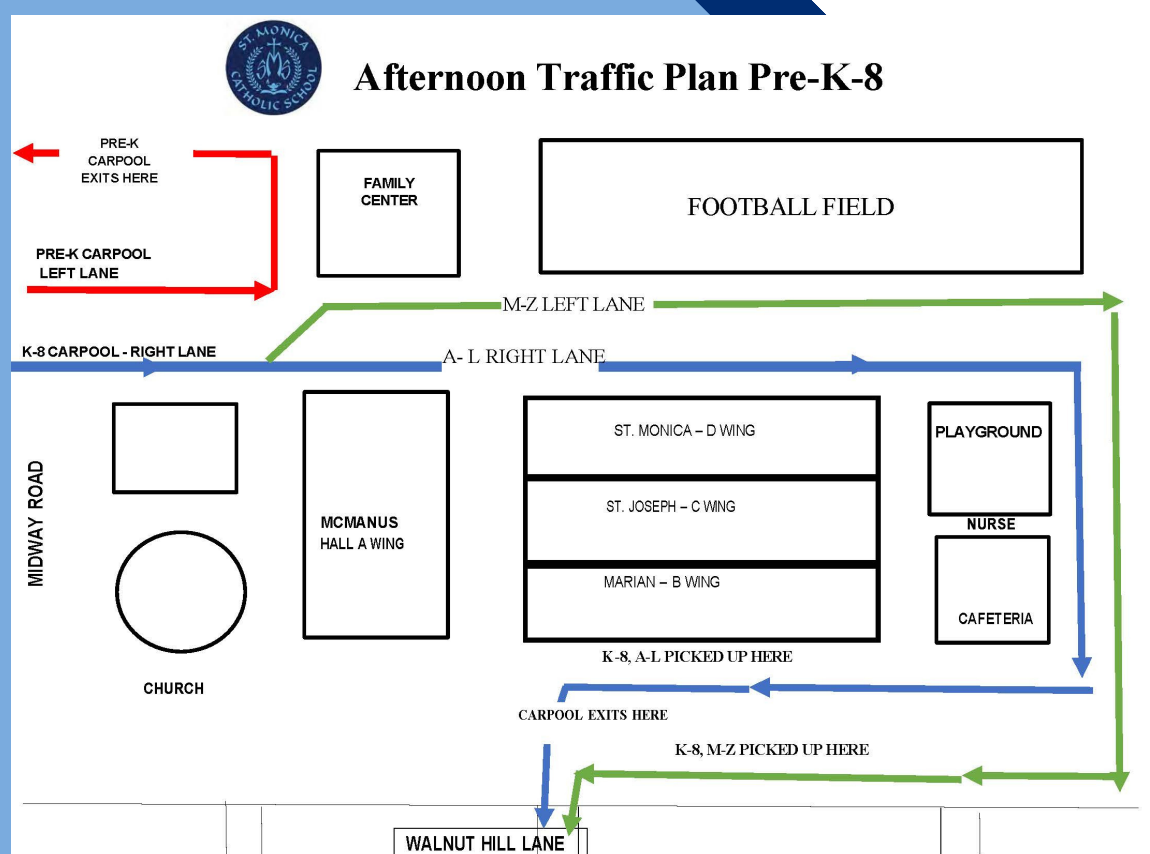 ST. MONICA
CATHOLIC SCHOOL
Afternoon Traffic Plan Pre-K-8
PRE-K
CARPOOL
EXITS HERE
FAMILY
CENTER
FOOTBALL FIELD
PRE-K CARPOOL
LEFT LANE
M-Z LEFT LANE
K-8 CARPOOL - RIGHT LANE
A- L RIGHT LANE
ST. MONICA – D WING
PLAYGROUND
MIDWAY ROAD
ST. JOSEPH – C WING
MCMANUS
HALL A WING
NURSE
MARIAN – B WING
CAFETERIA
K-8, A-L PICKED UP HERE
CHURCH
CARPOOL EXITS HERE
K-8, M-Z PICKED UP HERE
WALNUT HILL LANE